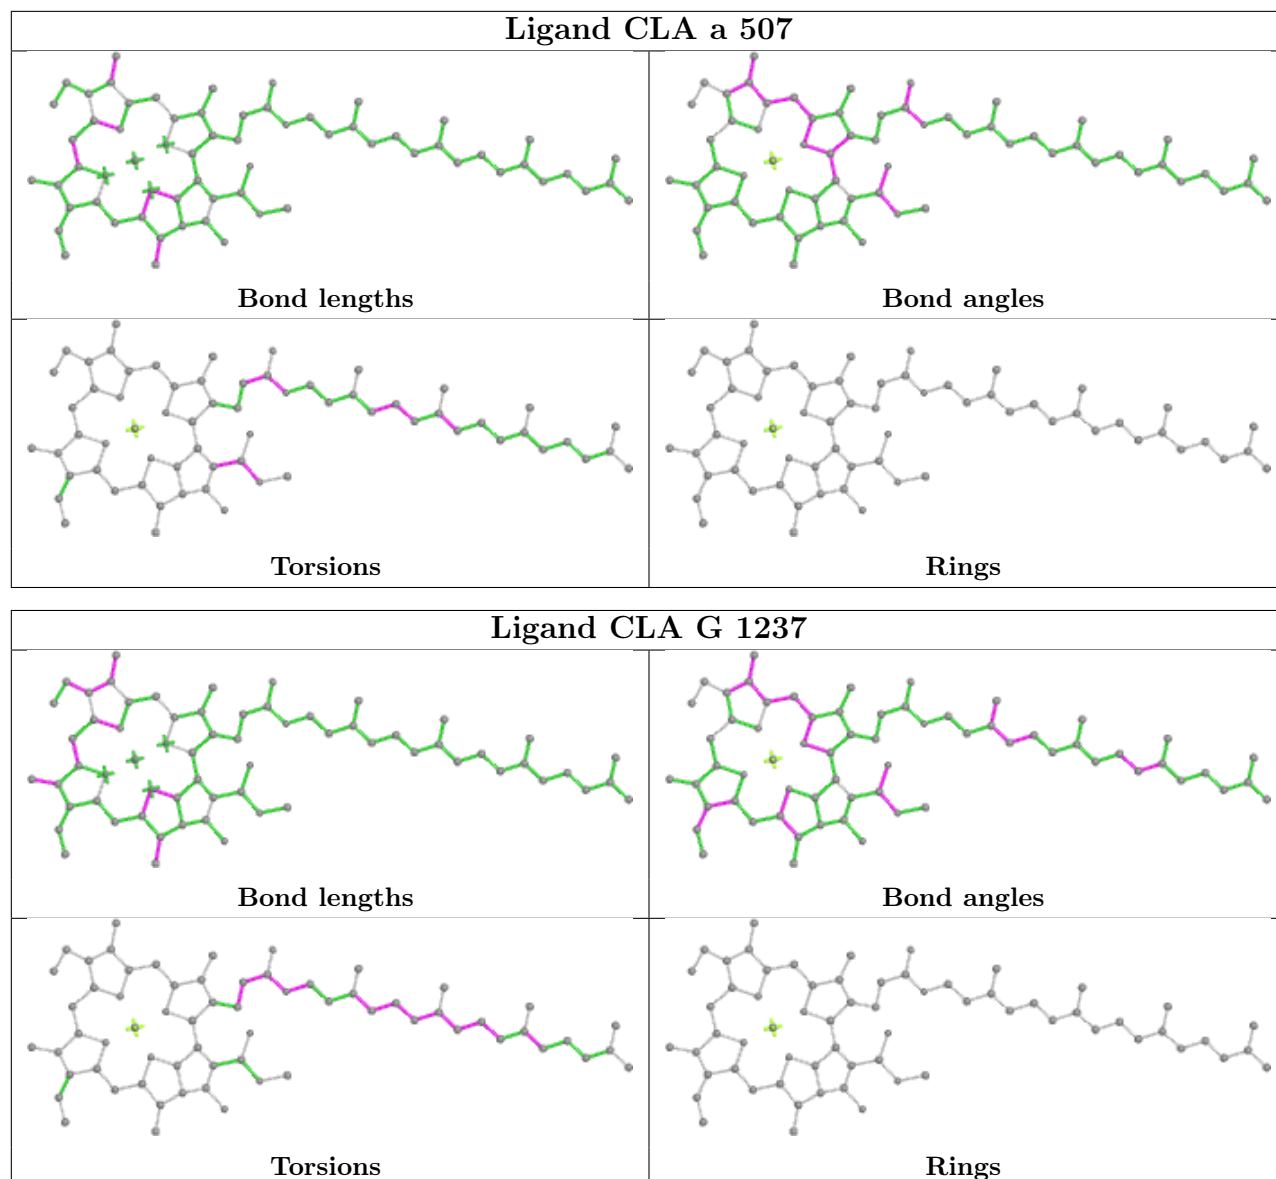 Ligand CLA a 507
Bond lengths
Bond angles
Torsions
Rings
Ligand CLA G 1237
Bond lengths
Bond angles
Torsions
Rings